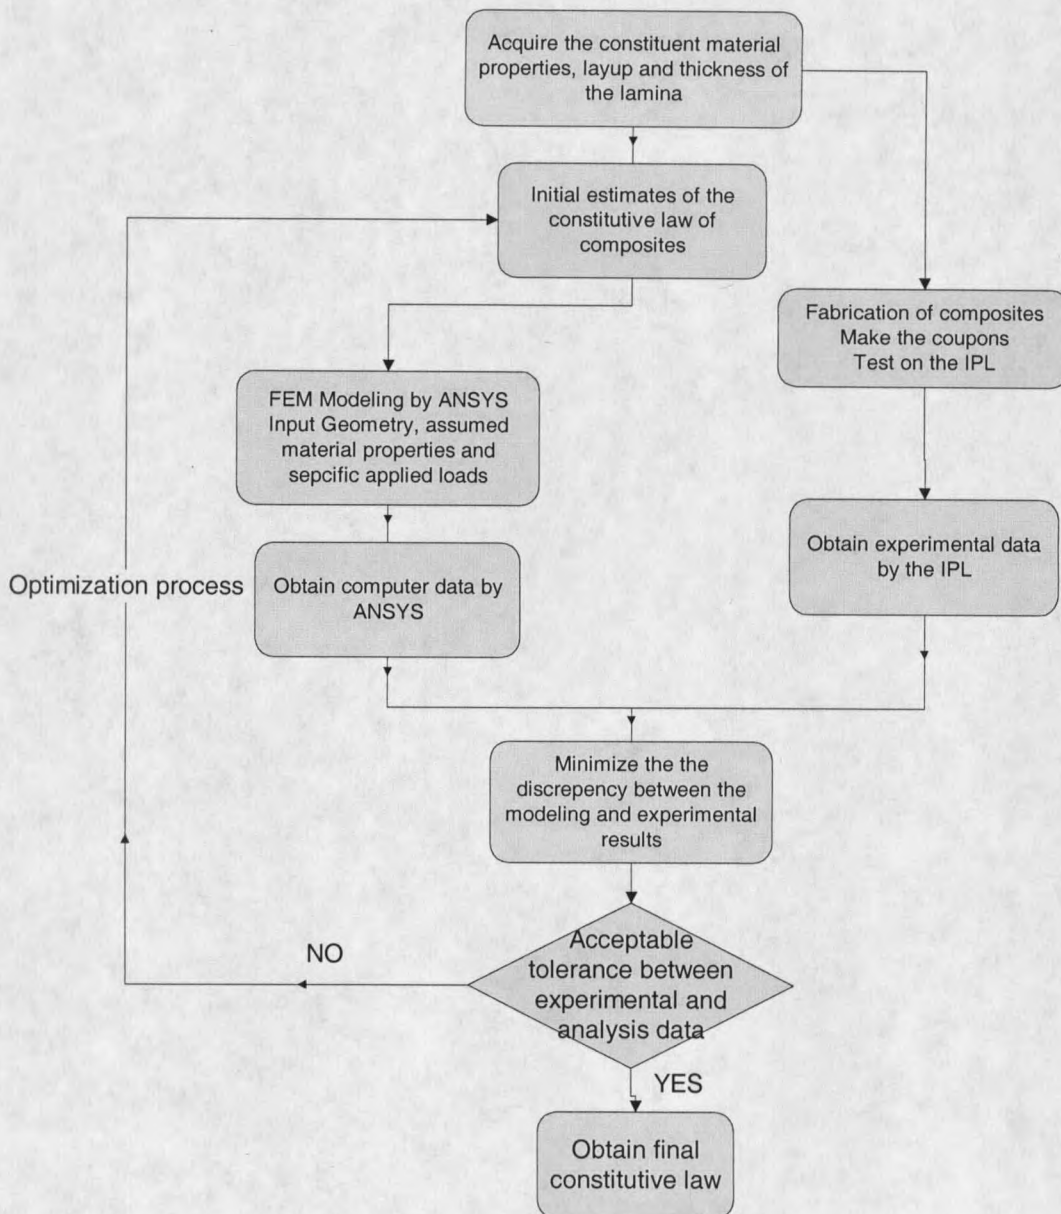 Acquire the constituent material
properties, layup and thickness of
the lamina
Initial estimates of the
constitutive law of
composites
Fabrication of composites
Make the coupons
Test on the IPL
FEM Modeling by ANSYS
Input Geometry, assumed
material properties and
sepcific applied loads
Obtain experimental data
by the IPL
Optimization process
Obtain computer data by
ANSYS
Minimize the the
discrepency between the
modeling and experimental
results
Acceptable
tolerance between
experimental and
analysis data
NO
YES
Obtain final
constitutive law